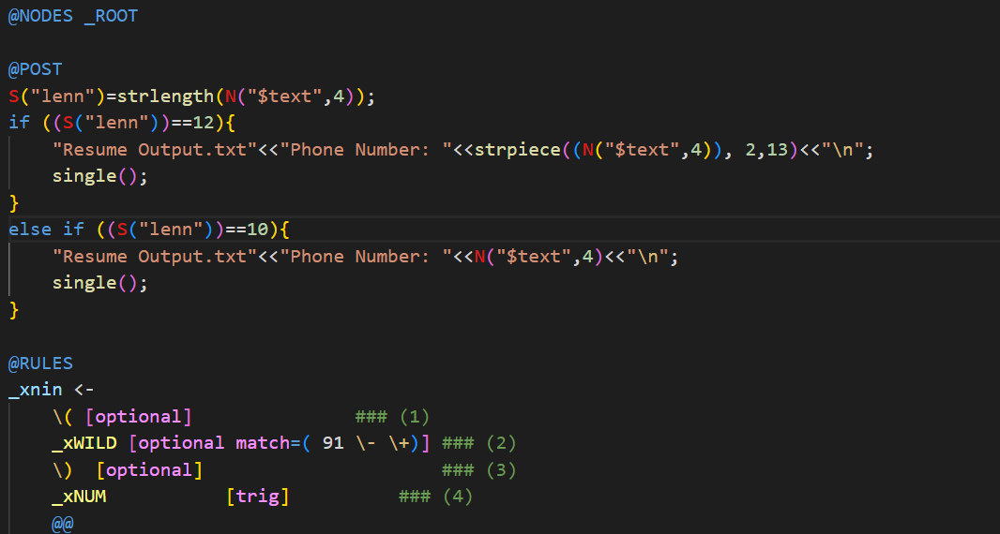 @NODES _ROOT
@POST
S("lenn")=strlength(N("$text",4));
if ((S("lenn"))==12){
    "Resume Output.txt"<<"Phone Number: "<<strpiece((N("$text",4)), 2,13)<<"\n";
    single();
}
else if ((S("lenn"))==10){
    "Resume Output.txt"<<"Phone Number: "<<N("$text",4)<<"\n";
    single();
}
@RULES
_xnin <-
    \( [optional]               ### (1)
    _xWILD [optional match=( 91 \- \+)] ### (2)
    \)  [optional]                      ### (3)
    _xNUM           [trig]          ### (4)
    @@